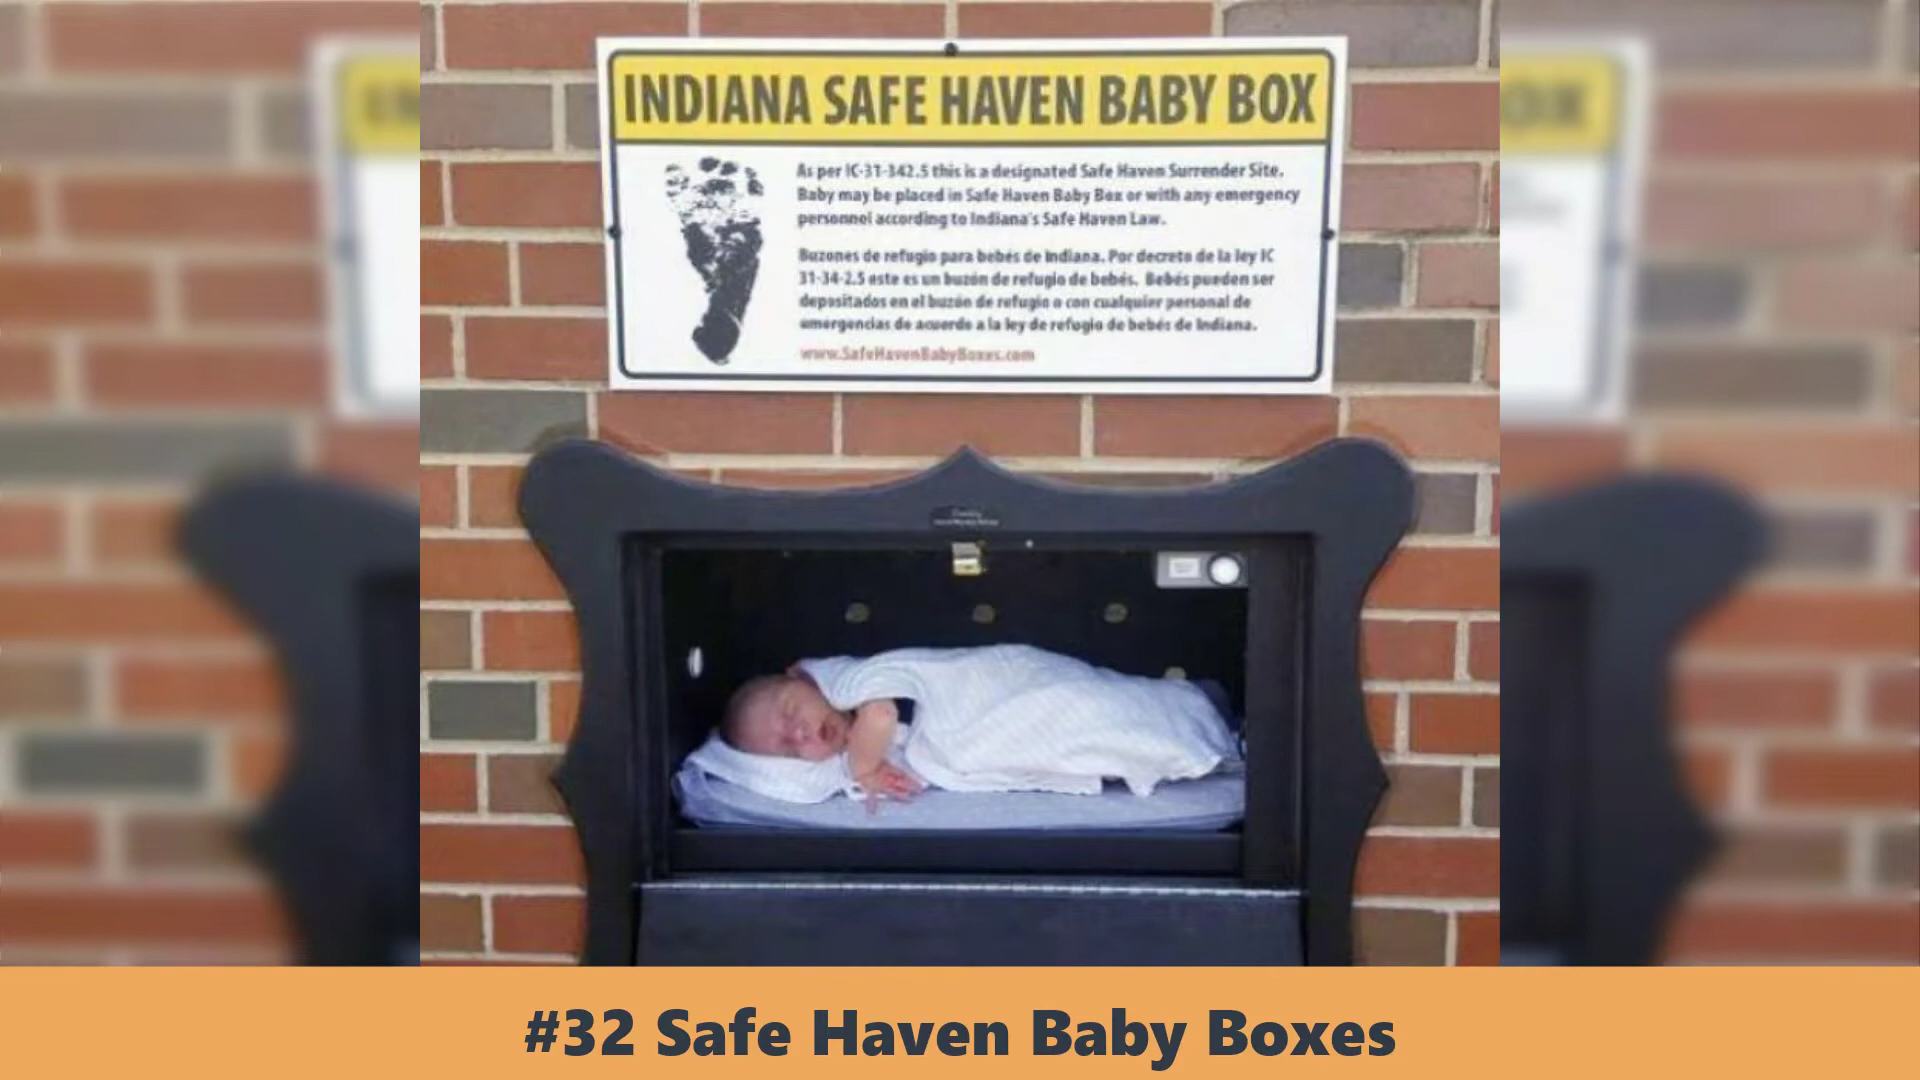 INDIANA SAFE HAVEN BABY BOX
As per IC-31-342.5 this is a designated Safe Haven Surrender Site.
Baby may be placed in Safe Haven Baby Box or with any emergency
personnel according to Indiana's Safe Haven Law.
Buzones de refugio para bebés de Indiana. Por decreto de la ley IC
31-34-2.5 este es un buzón de refugio de bebés. Bebés pueden ser
depositados en el buzón de refugio o con cualquier personal de
emergencias de acuerdo a la ley de refugio de bebés de Indiana.
www.SafeHavenBabyBoxes.com
#32 Safe Haven Baby Boxes